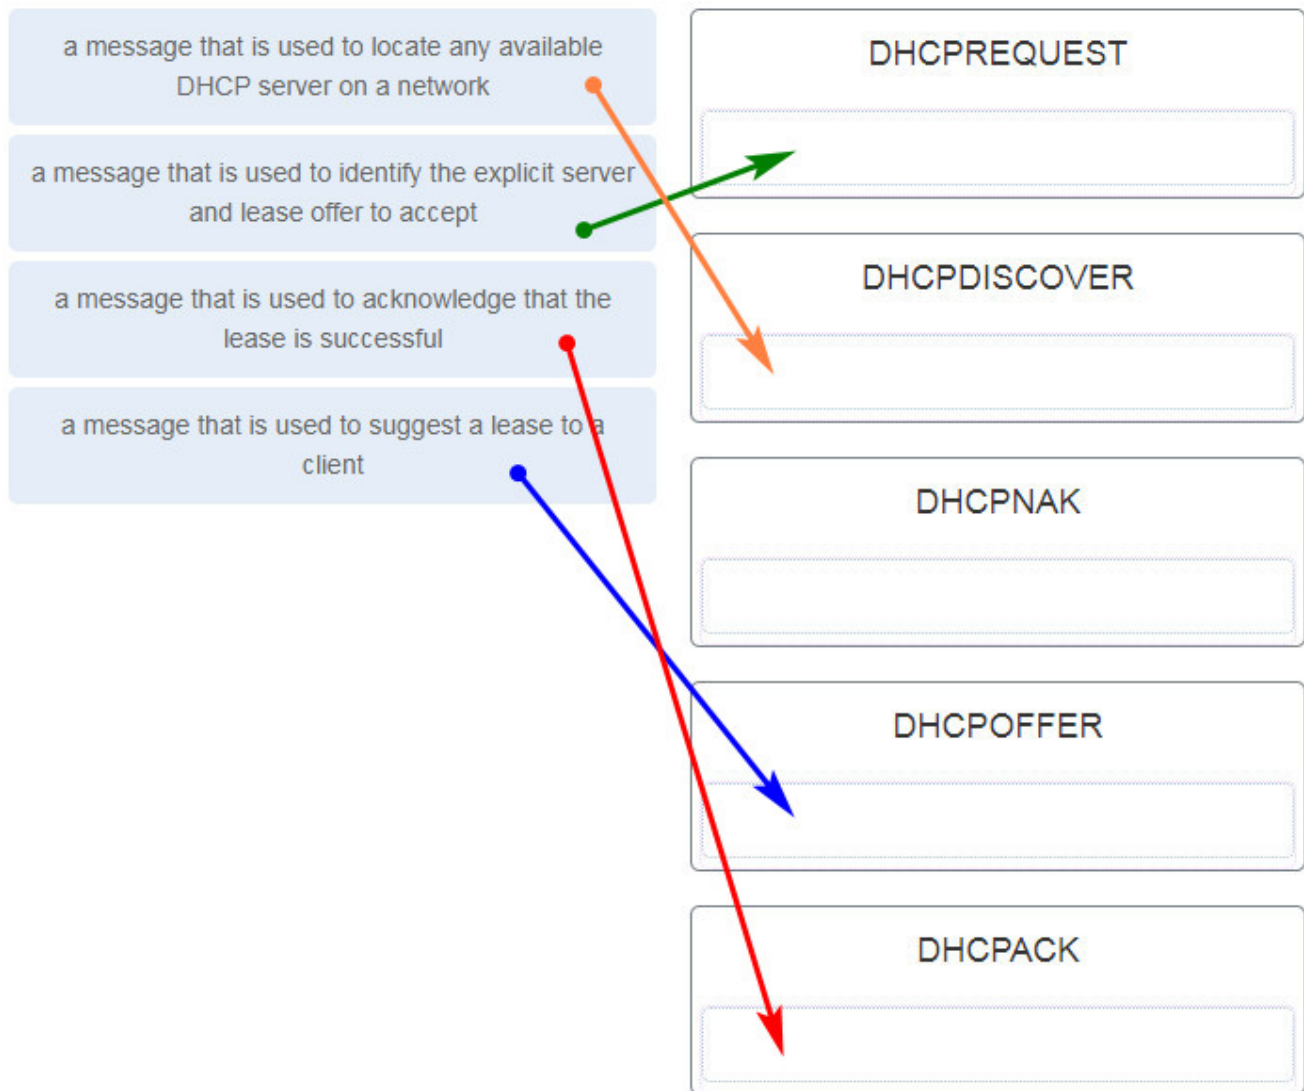 a message that is used to locate any available
DHCP server on a network
a message that is used to identify the explicit server
and lease offer to accept
a message that is used to acknowledge that the
lease is successful
a message that is used to suggest a lease to a
client
DHCPREQUEST
DHCPDISCOVER
DHCPNAK
DHCPOFFER
DHCPACK